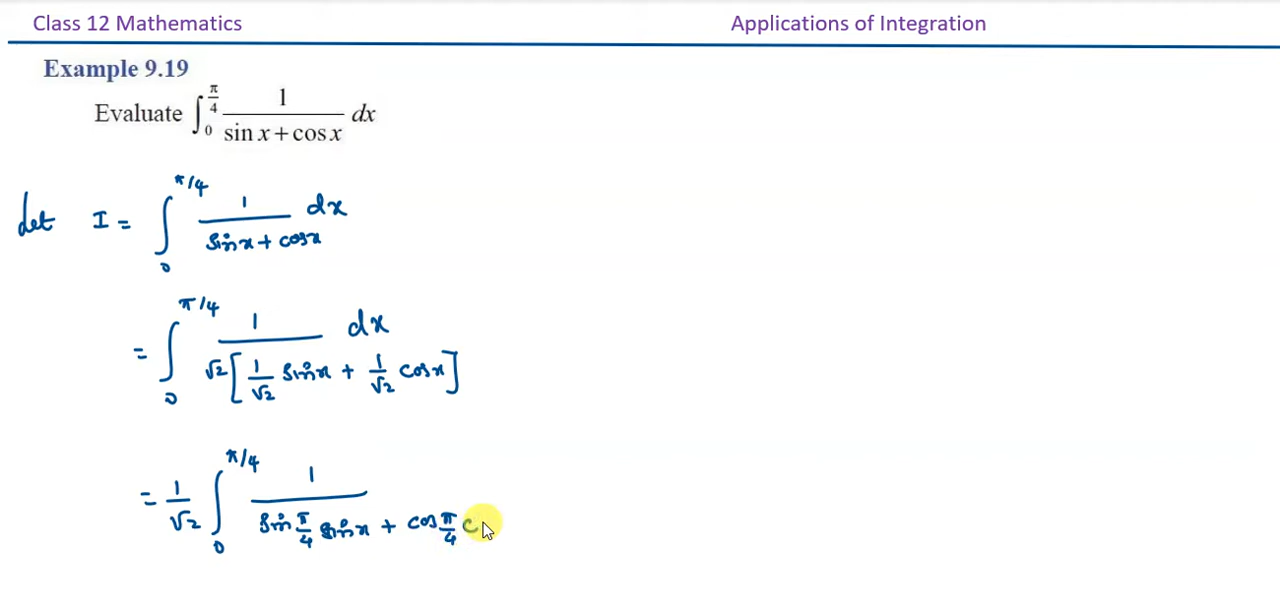 Class 12 Mathematics Applications of Integration
Example 9.19
Evaluate ∫₀^(π/4) 1/(sin x + cos x) dx
Let I = ∫₀^(π/4) 1/(sinx + cosx) dx
= ∫₀^(π/4) 1/(√2[1/√2 sinx + 1/√2 cosx]) dx
= 1/√2 ∫₀^(π/4) 1/(sin π/4 sinx + cos π/4 c